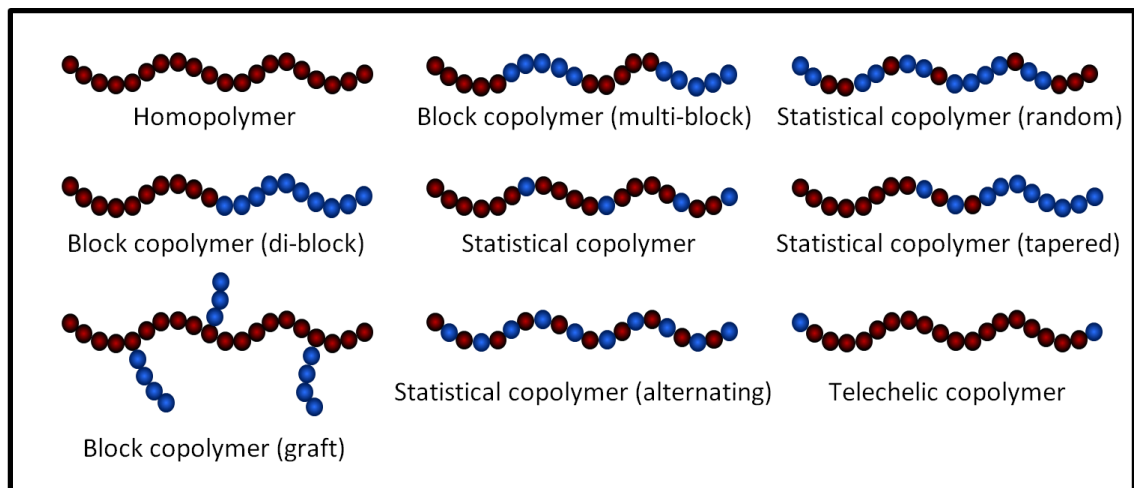 Homopolymer
Block copolymer (multi-block)
Statistical copolymer (random)
Block copolymer (di-block)
Statistical copolymer
Statistical copolymer (tapered)
Block copolymer (graft)
Statistical copolymer (alternating)
Telechelic copolymer